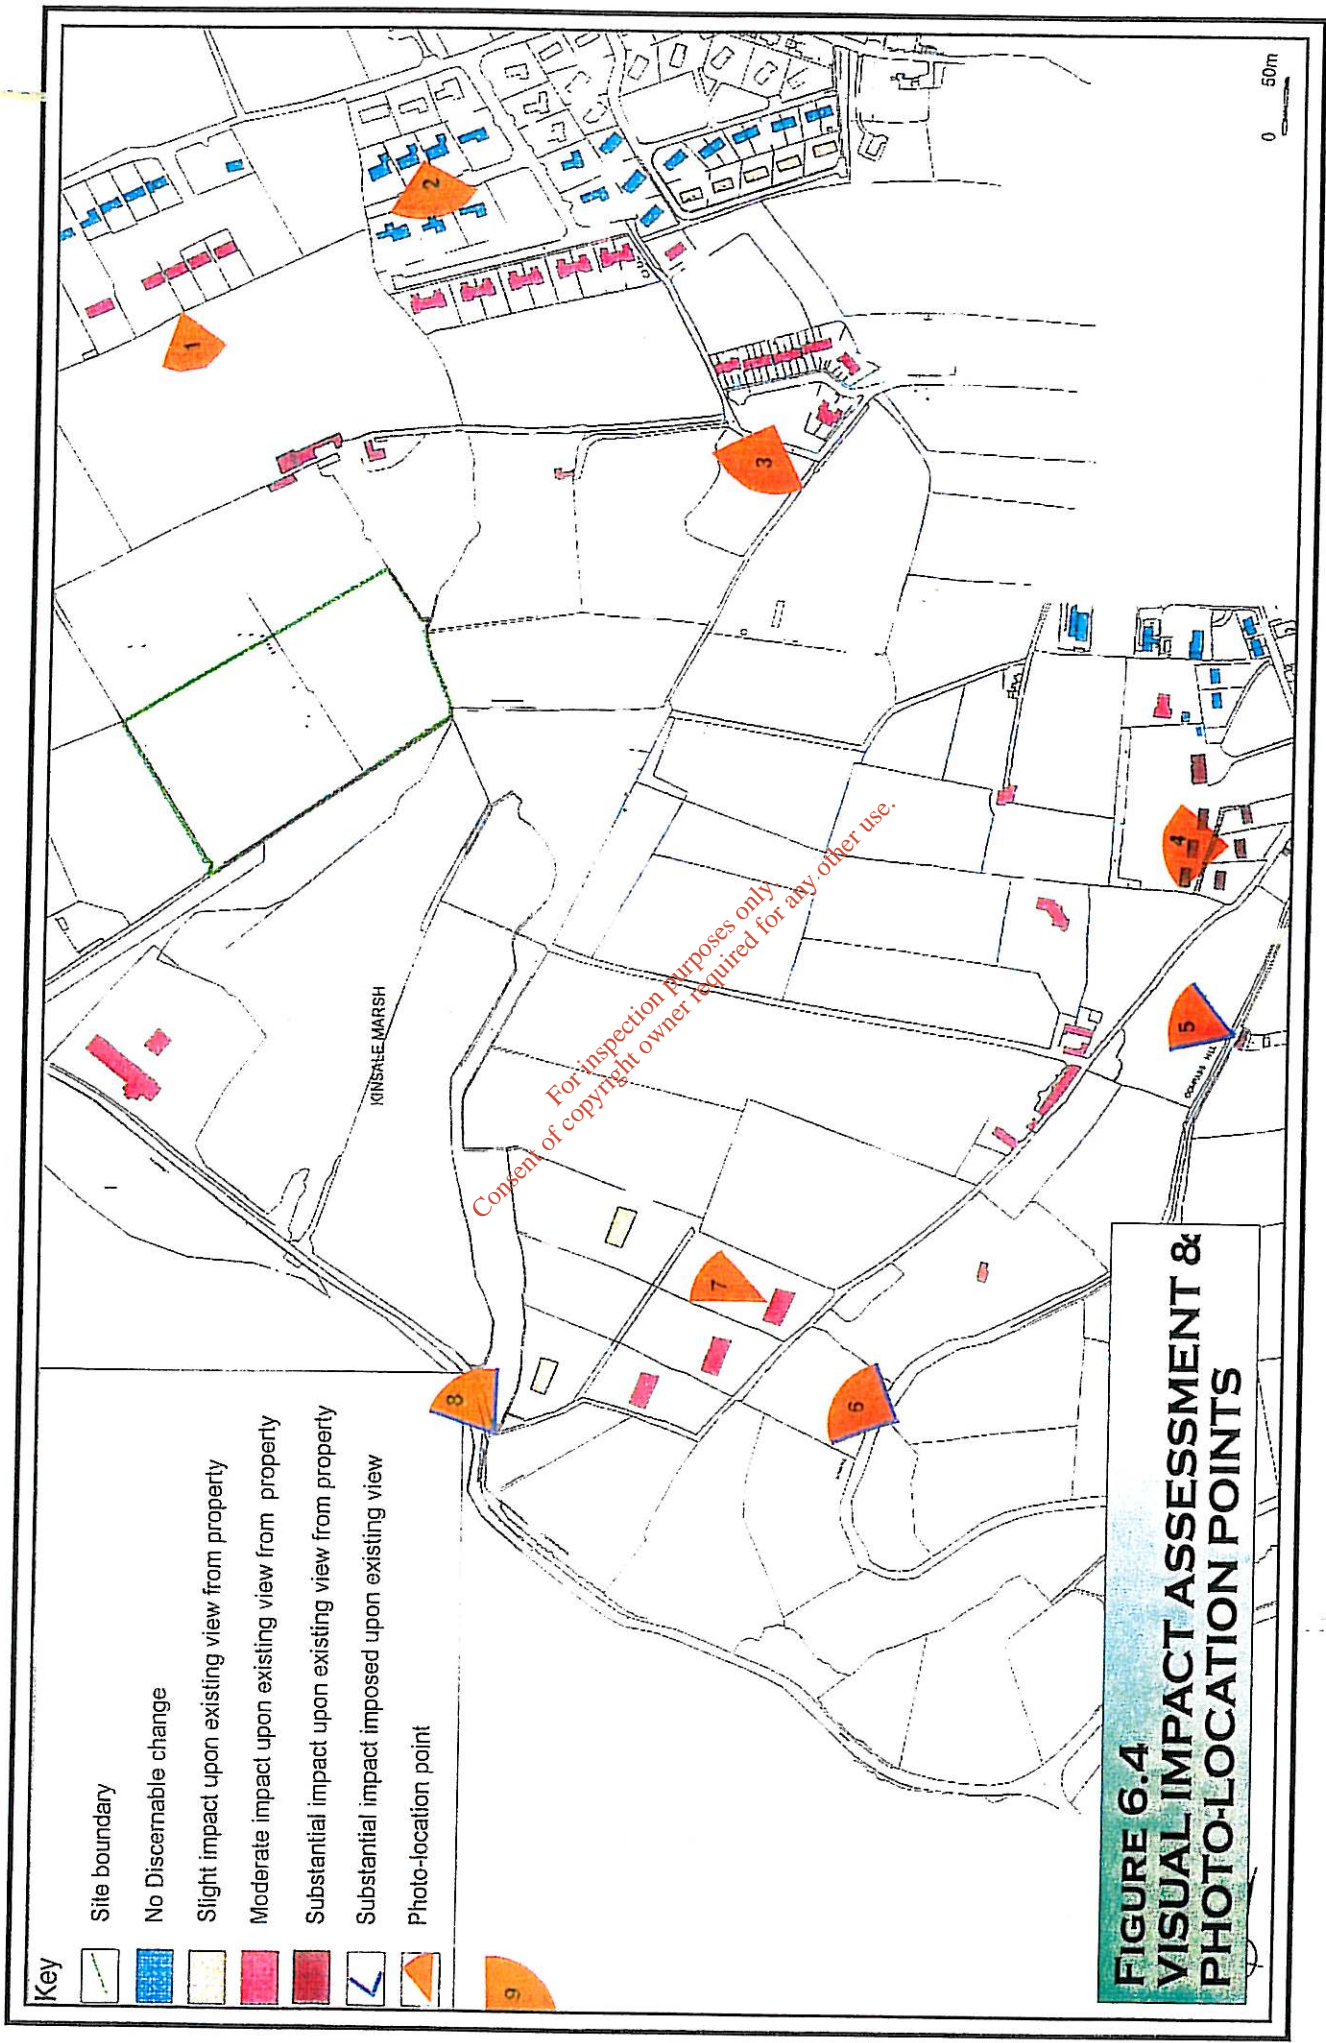 Key
Site boundary
No Discernable change
Slight impact upon existing view from property
Moderate impact upon existing view from property
Substantial impact upon existing view from property
Substantial impact imposed upon existing view
Photo-location point
9
8
7
6
5
4
3
2
1
KINSALE MARSH
COMPASS HILL
For inspection purposes only.
Consent of copyright owner required for any other use.
0 50m
FIGURE 6.4
VISUAL IMPACT ASSESSMENT &
PHOTO-LOCATION POINTS